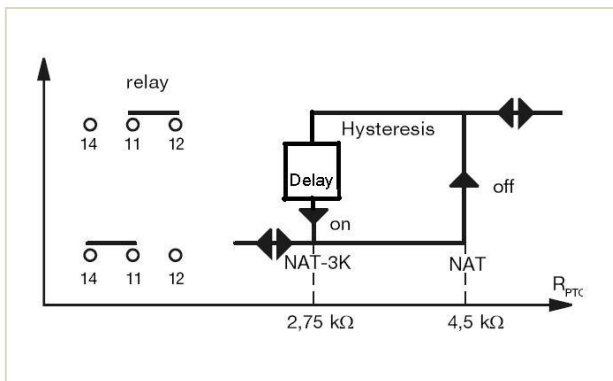 relay
14 11 12
Hysteresis
Delay
off
on
14 11 12
NAT-3K
NAT
R PTC
2,75 kΩ
4,5 kΩ